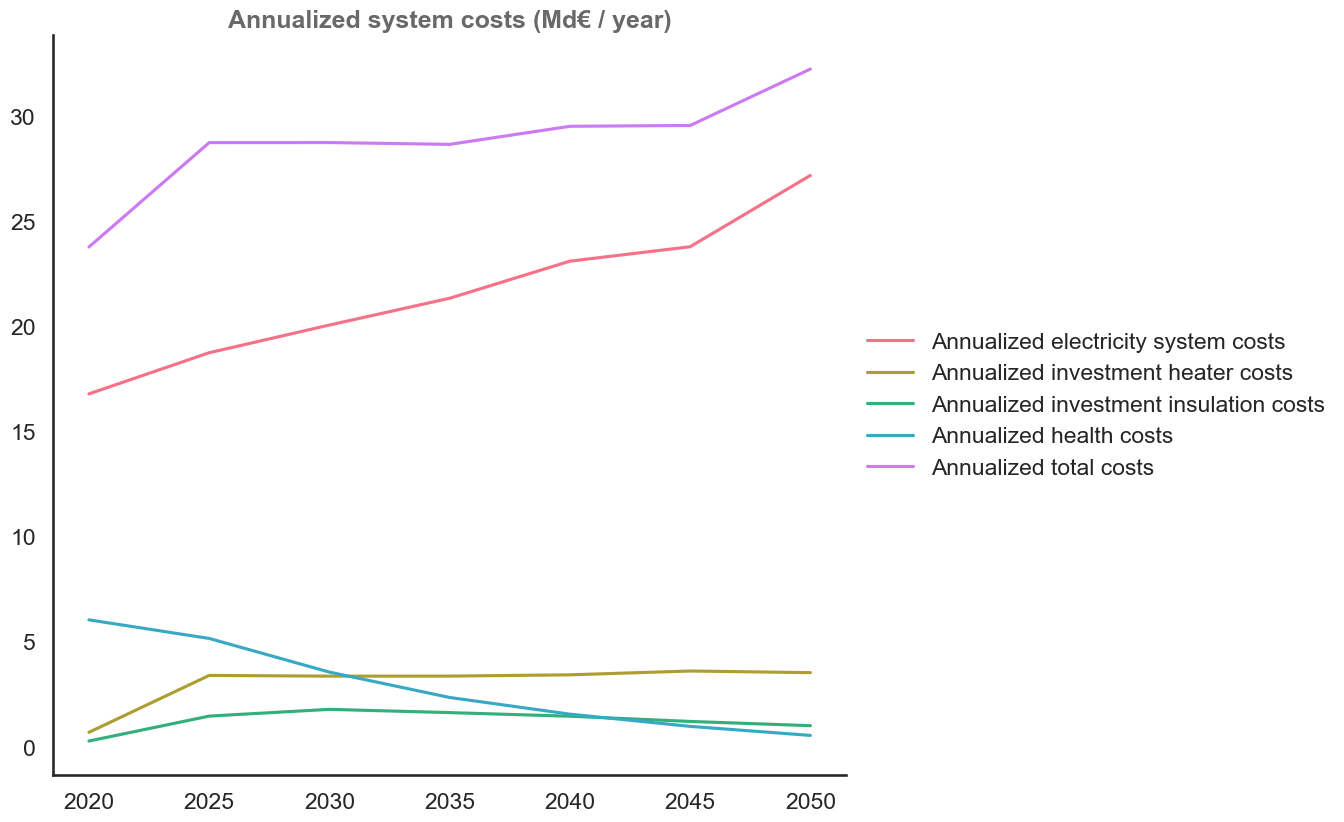 Annualized system costs (Md€ / year)
30
25
20
15
10
5
0
2020 2025 2030 2035 2040 2045 2050
Annualized electricity system costs
Annualized investment heater costs
Annualized investment insulation costs
Annualized health costs
Annualized total costs